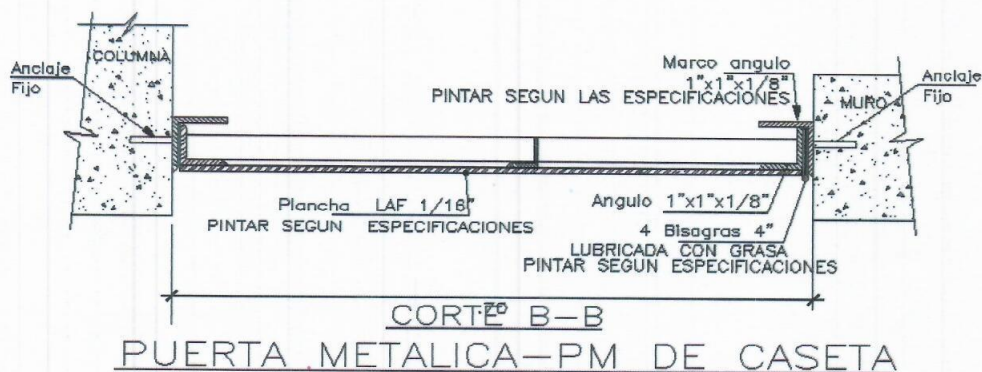 COLUMNA
Anclaje
Fijo
Marco angulo
1"x1"x1/8"
PINTAR SEGUN LAS ESPECIFICACIONES
MURO
Anclaje
Fijo
Plancha LAF 1/16"
PINTAR SEGUN ESPECIFICACIONES
Angulo 1"x1"x1/8"
4 Bisagras 4"
LUBRICADA CON GRASA
PINTAR SEGUN ESPECIFICACIONES
.70
CORTE B-B
PUERTA METALICA-PM DE CASETA